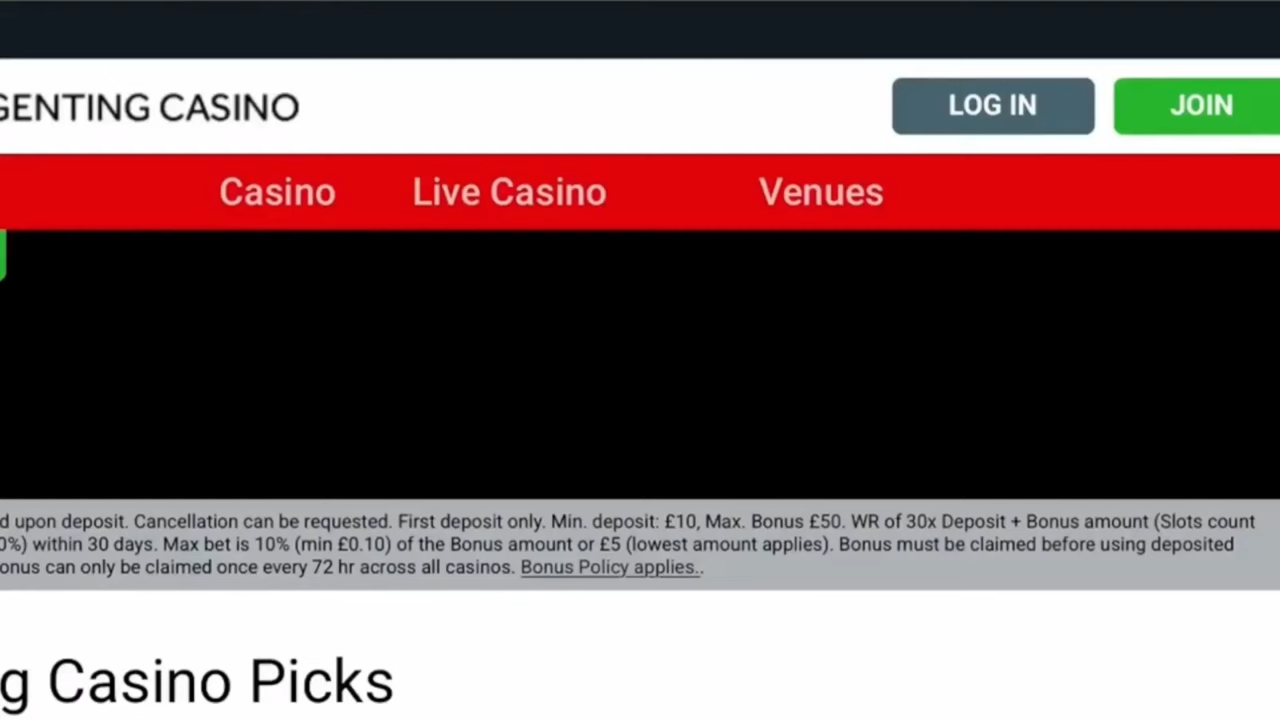 GENTING CASINO
LOG IN
JOIN
Casino
Live Casino
Venues
d upon deposit. Cancellation can be requested. First deposit only. Min. deposit: £10, Max. Bonus £50. WR of 30x Deposit + Bonus amount (Slots count
0%) within 30 days. Max bet is 10% (min £0.10) of the Bonus amount or £5 (lowest amount applies). Bonus must be claimed before using deposited
onus can only be claimed once every 72 hr across all casinos. Bonus Policy applies..
g Casino Picks